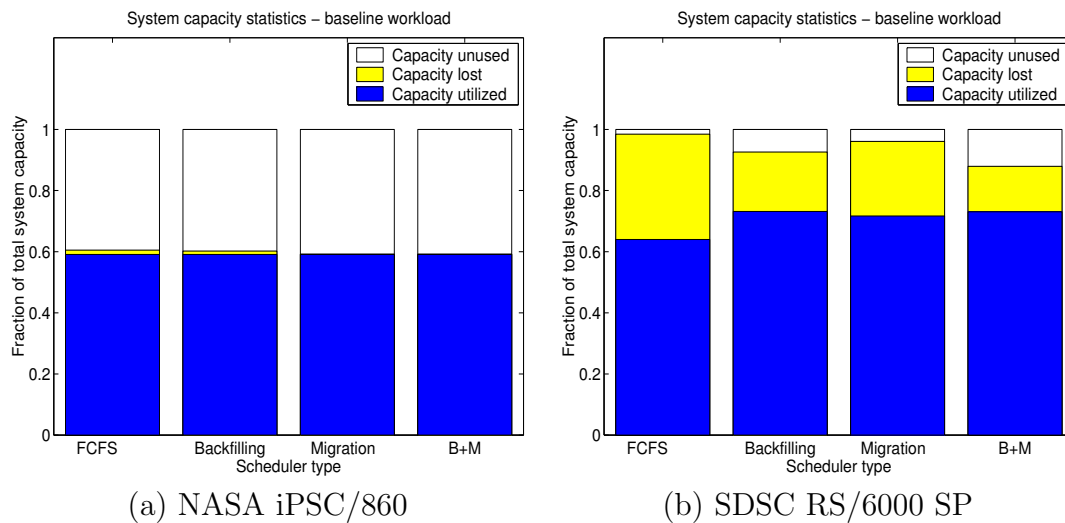 System capacity statistics – baseline workload
Capacity unused
Capacity lost
Capacity utilized
Fraction of total system capacity
1
0.8
0.6
0.4
0.2
0
FCFS Backfilling Migration B+M
Scheduler type
(a) NASA iPSC/860
System capacity statistics – baseline workload
Capacity unused
Capacity lost
Capacity utilized
Fraction of total system capacity
1
0.8
0.6
0.4
0.2
0
FCFS Backfilling Migration B+M
Scheduler type
(b) SDSC RS/6000 SP